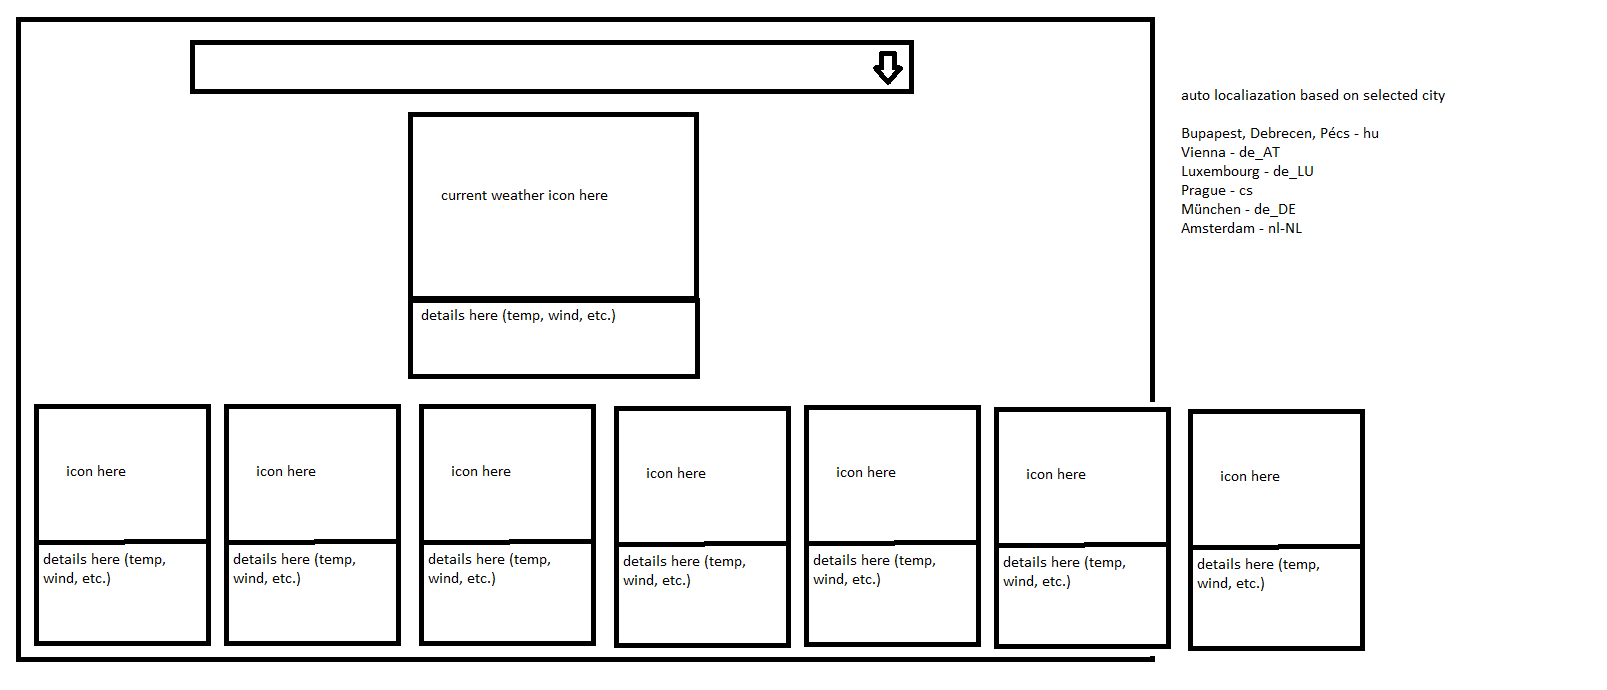 auto localiazation based on selected city
Bupapest, Debrecen, Pécs - hu
Vienna - de_AT
Luxembourg - de_LU
Prague - cs
München - de_DE
Amsterdam - nl-NL
current weather icon here
details here (temp, wind, etc.)
icon here
details here (temp,
wind, etc.)
icon here
details here (temp,
wind, etc.)
icon here
details here (temp,
wind, etc.)
icon here
details here (temp,
wind, etc.)
icon here
details here (temp,
wind, etc.)
icon here
details here (temp,
wind, etc.)
icon here
details here (temp,
wind, etc.)